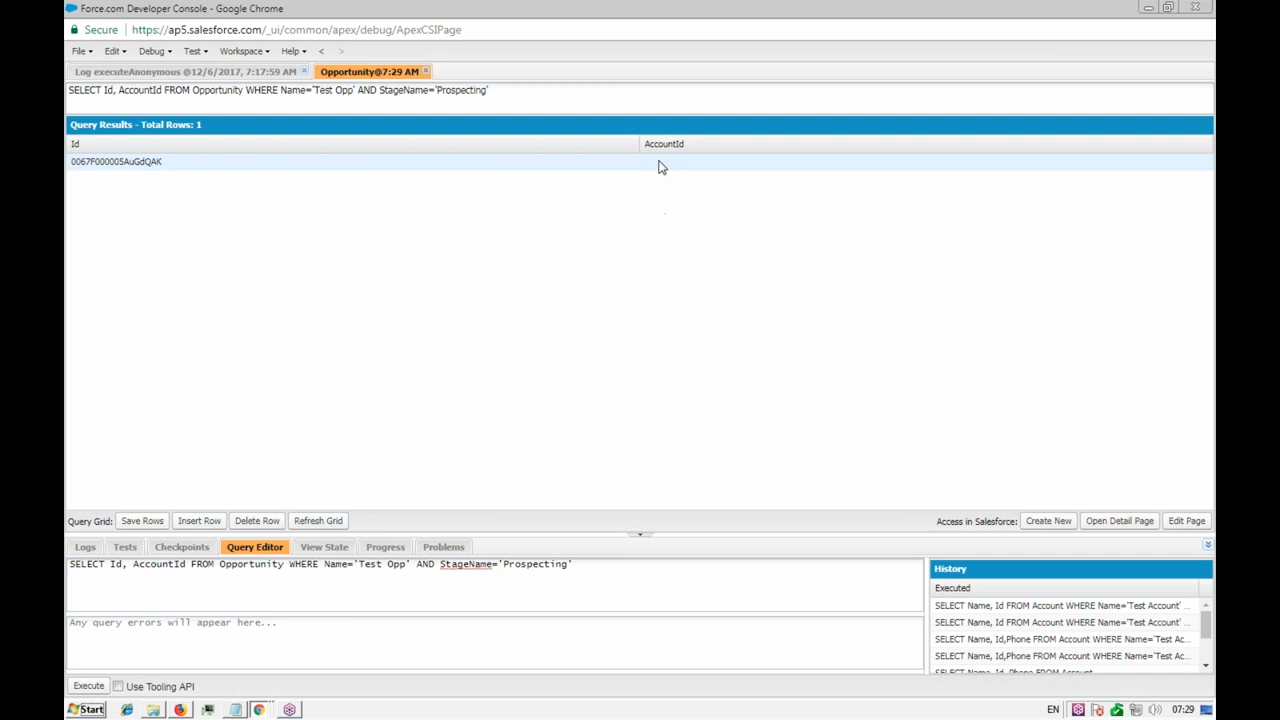 Force.com Developer Console - Google Chrome
Secure https://ap5.salesforce.com/_ui/common/apex/debug/ApexCSIPage
File Edit Debug Test Workspace Help < >
Log executeAnonymous @12/6/2017, 7:17:59 AM Opportunity@7:29 AM
SELECT Id, AccountId FROM Opportunity WHERE Name='Test Opp' AND StageName='Prospecting'
Query Results - Total Rows: 1
Id AccountId
0067F000005AuGdQAK
Query Grid: Save Rows Insert Row Delete Row Refresh Grid Access in Salesforce: Create New Open Detail Page Edit Page
Logs Tests Checkpoints Query Editor View State Progress Problems
SELECT Id, AccountId FROM Opportunity WHERE Name='Test Opp' AND StageName='Prospecting'
Any query errors will appear here...
History
Executed
SELECT Name, Id FROM Account WHERE Name='Test Account' ...
SELECT Name, Id FROM Account WHERE Name='Test Account' ...
SELECT Name, Id,Phone FROM Account WHERE Name='Test Ac...
SELECT Name, Id,Phone FROM Account WHERE Name='Test Ac...
SELECT Name, Id, Phone FROM Account
Execute Use Tooling API
Start EN 07:29